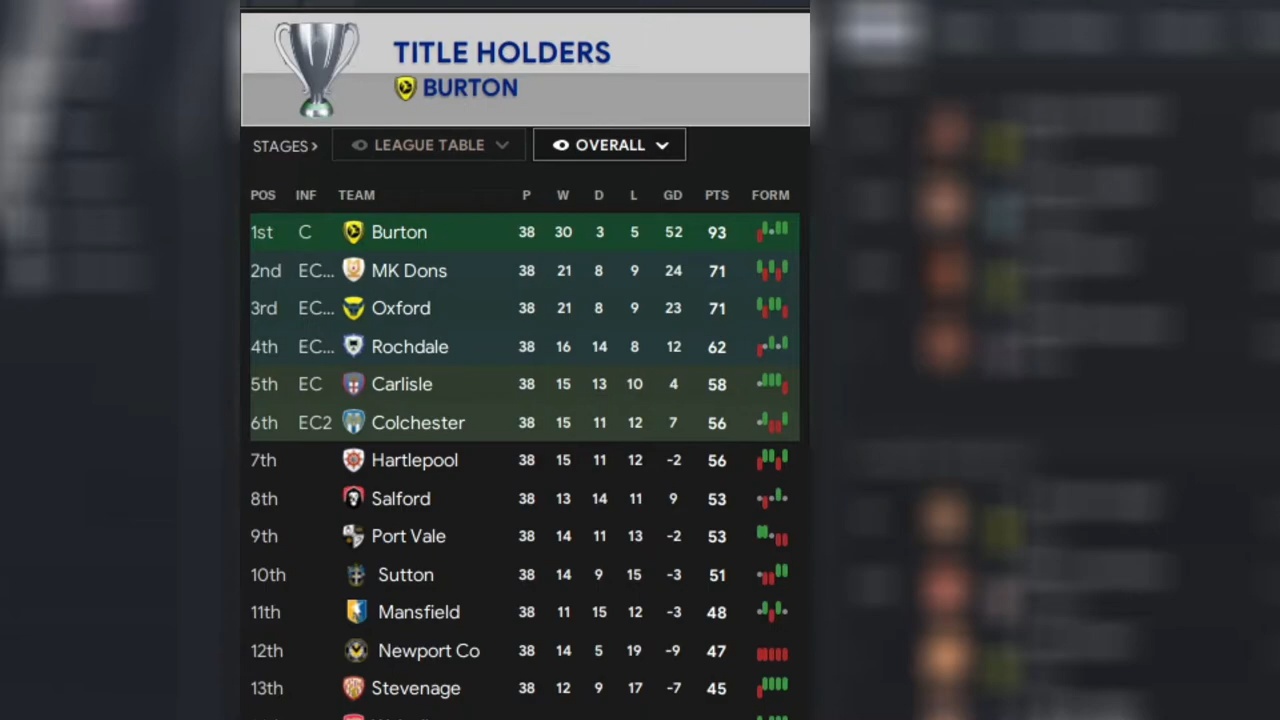 TITLE HOLDERS
BURTON
STAGES> LEAGUE TABLE OVERALL
POS INF TEAM P W D L GD PTS FORM
1st C Burton 38 30 3 5 52 93
2nd EC... MK Dons 38 21 8 9 24 71
3rd EC... Oxford 38 21 8 9 23 71
4th EC... Rochdale 38 16 14 8 12 62
5th EC Carlisle 38 15 13 10 4 58
6th EC2 Colchester 38 15 11 12 7 56
7th Hartlepool 38 15 11 12 -2 56
8th Salford 38 13 14 11 9 53
9th Port Vale 38 14 11 13 -2 53
10th Sutton 38 14 9 15 -3 51
11th Mansfield 38 11 15 12 -3 48
12th Newport Co 38 14 5 19 -9 47
13th Stevenage 38 12 9 17 -7 45